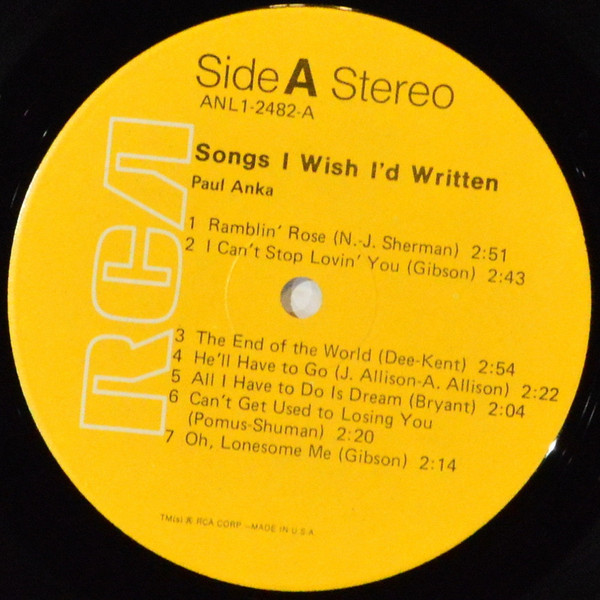 Side A Stereo
ANL1-2482-A
RCA
Songs I Wish I'd Written
Paul Anka
1 Ramblin' Rose (N.-J. Sherman) 2:51
2 I Can't Stop Lovin' You (Gibson) 2:43
3 The End of the World (Dee-Kent) 2:54
4 He'll Have to Go (J. Allison-A. Allison) 2:22
5 All I Have to Do Is Dream (Bryant) 2:04
6 Can't Get Used to Losing You
(Pomus-Shuman) 2:20
7 Oh, Lonesome Me (Gibson) 2:14
TM(s) ® RCA CORP.—MADE IN U.S.A.